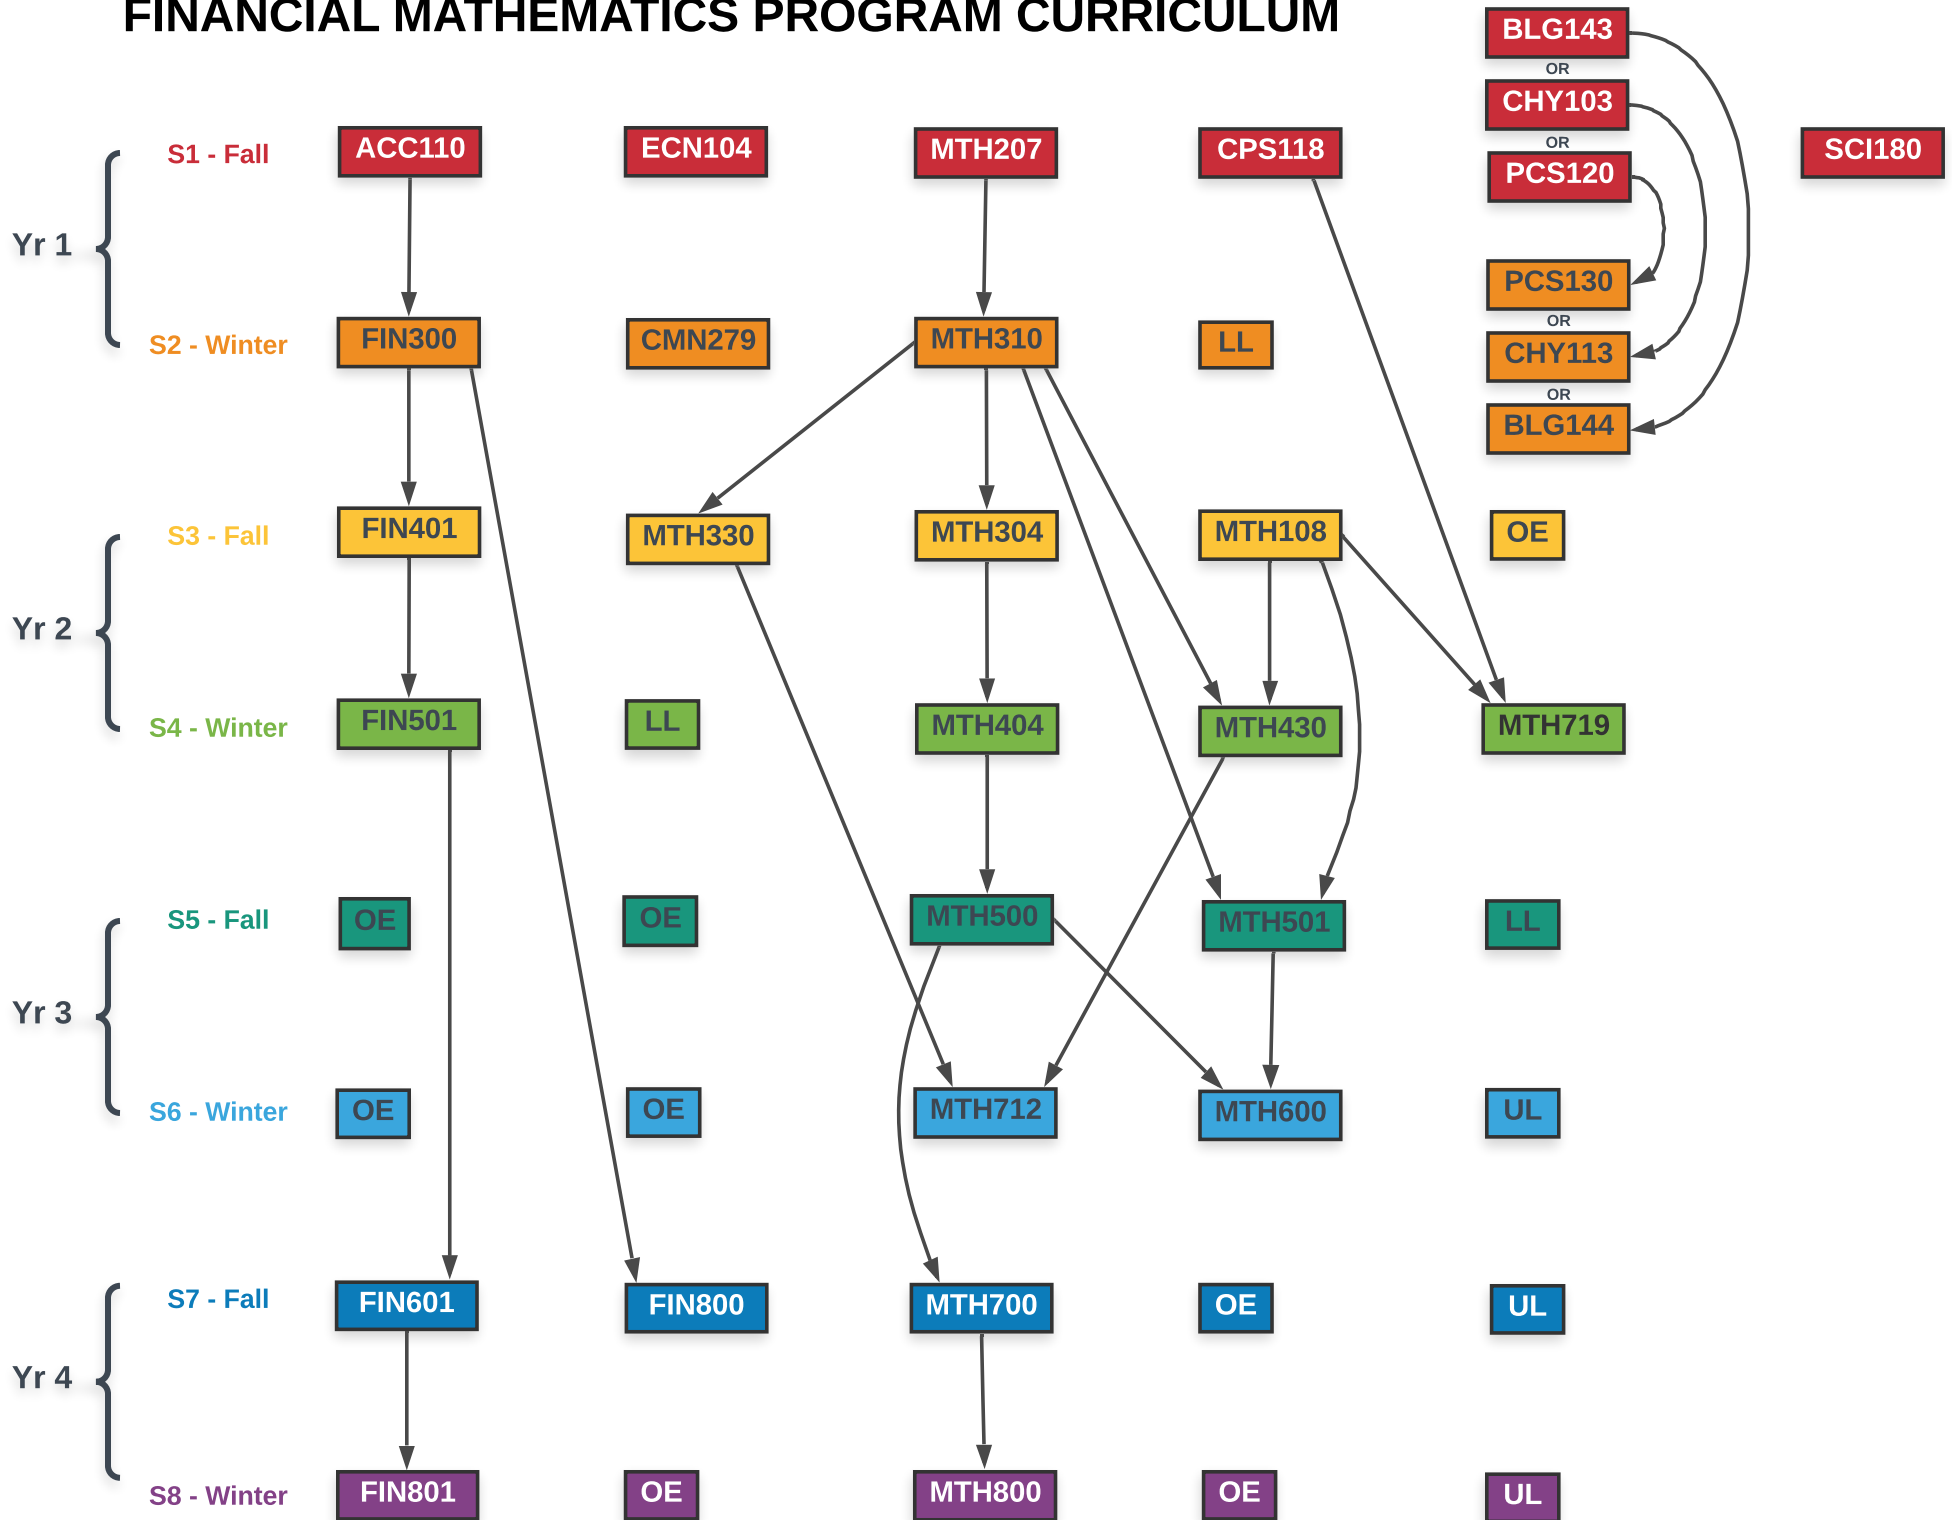 FINANCIAL MATHEMATICS PROGRAM CURRICULUM
BLG143
OR
CHY103
OR
S1 - Fall
ACC110
ECN104
MTH207
CPS118
PCS120
SCI180
Yr 1
PCS130
OR
S2 - Winter
FIN300
CMN279
MTH310
LL
CHY113
OR
BLG144
S3 - Fall
FIN401
MTH330
MTH304
MTH108
OE
Yr 2
S4 - Winter
FIN501
LL
MTH404
MTH430
MTH719
S5 - Fall
OE
OE
MTH500
MTH501
LL
Yr 3
S6 - Winter
OE
OE
MTH712
MTH600
UL
S7 - Fall
FIN601
FIN800
MTH700
OE
UL
Yr 4
S8 - Winter
FIN801
OE
MTH800
OE
UL